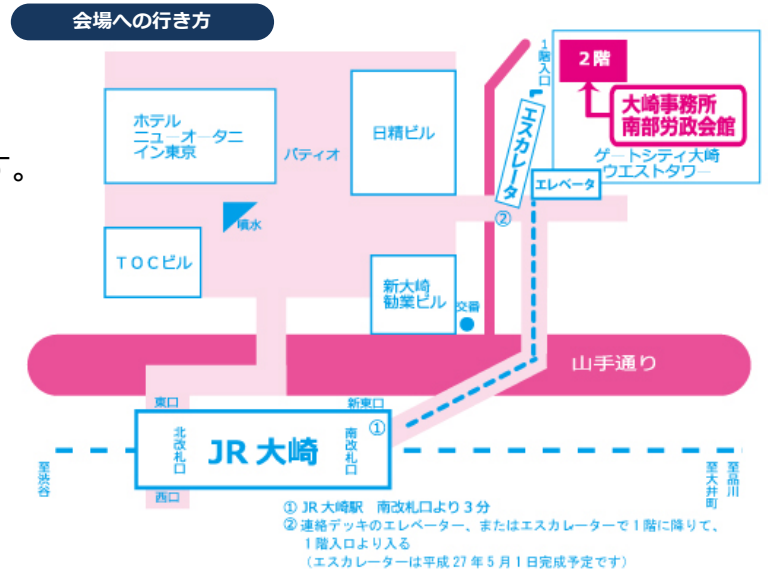 会場への行き方
す。
1階入口
2階
大崎事務所
南部労政会館
ゲートシティ大崎
ウエストタワー
エスカレータ
エレベータ
②
ホテル
ニューオータニ
イン東京
パティオ
日精ビル
噴水
TOCビル
新大崎
勧業ビル
交番
山手通り
東口
新東口
北改札口
JR 大崎
南改札口
①
西口
至渋谷
至大井町
至品川
① JR 大崎駅 南改札口より3分
② 連絡デッキのエレベーター、またはエスカレーターで1階に降りて、
1階入口より入る
(エスカレーターは平成 27 年 5 月 1 日完成予定です)